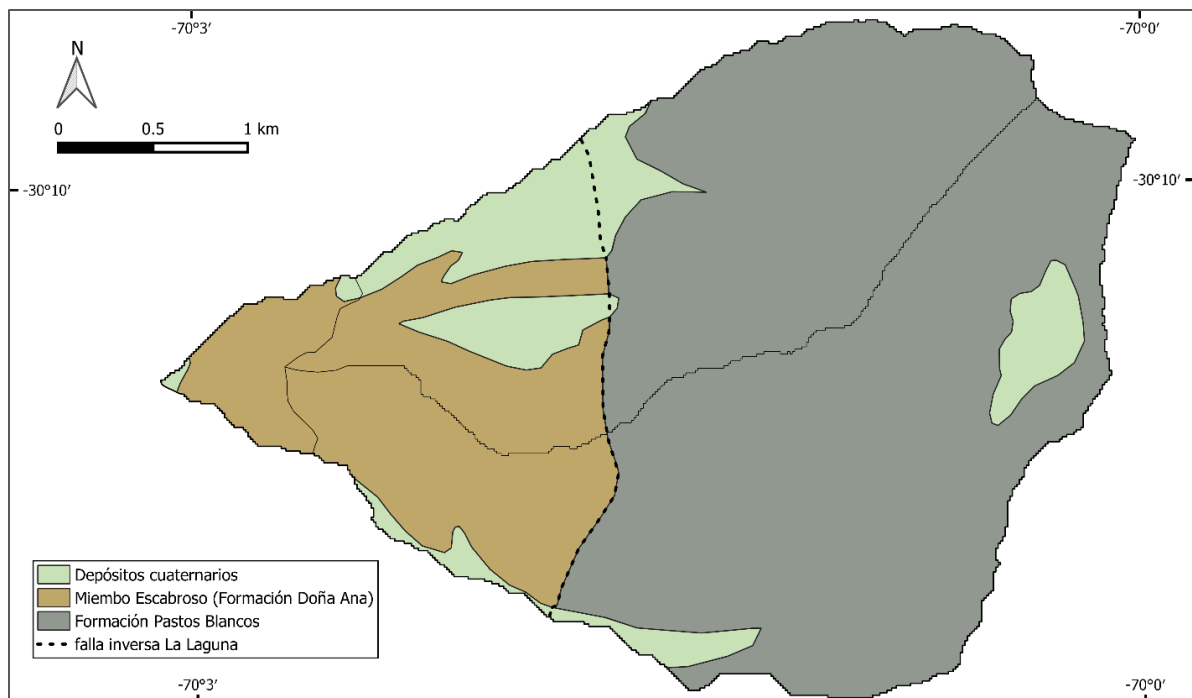 -70°3'
-70°0'
N
0 0.5 1 km
-30°10'
-30°10'
Depósitos cuaternarios
Miembo Escabroso (Formación Doña Ana)
Formación Pastos Blancos
falla inversa La Laguna
-70°3'
-70°0'